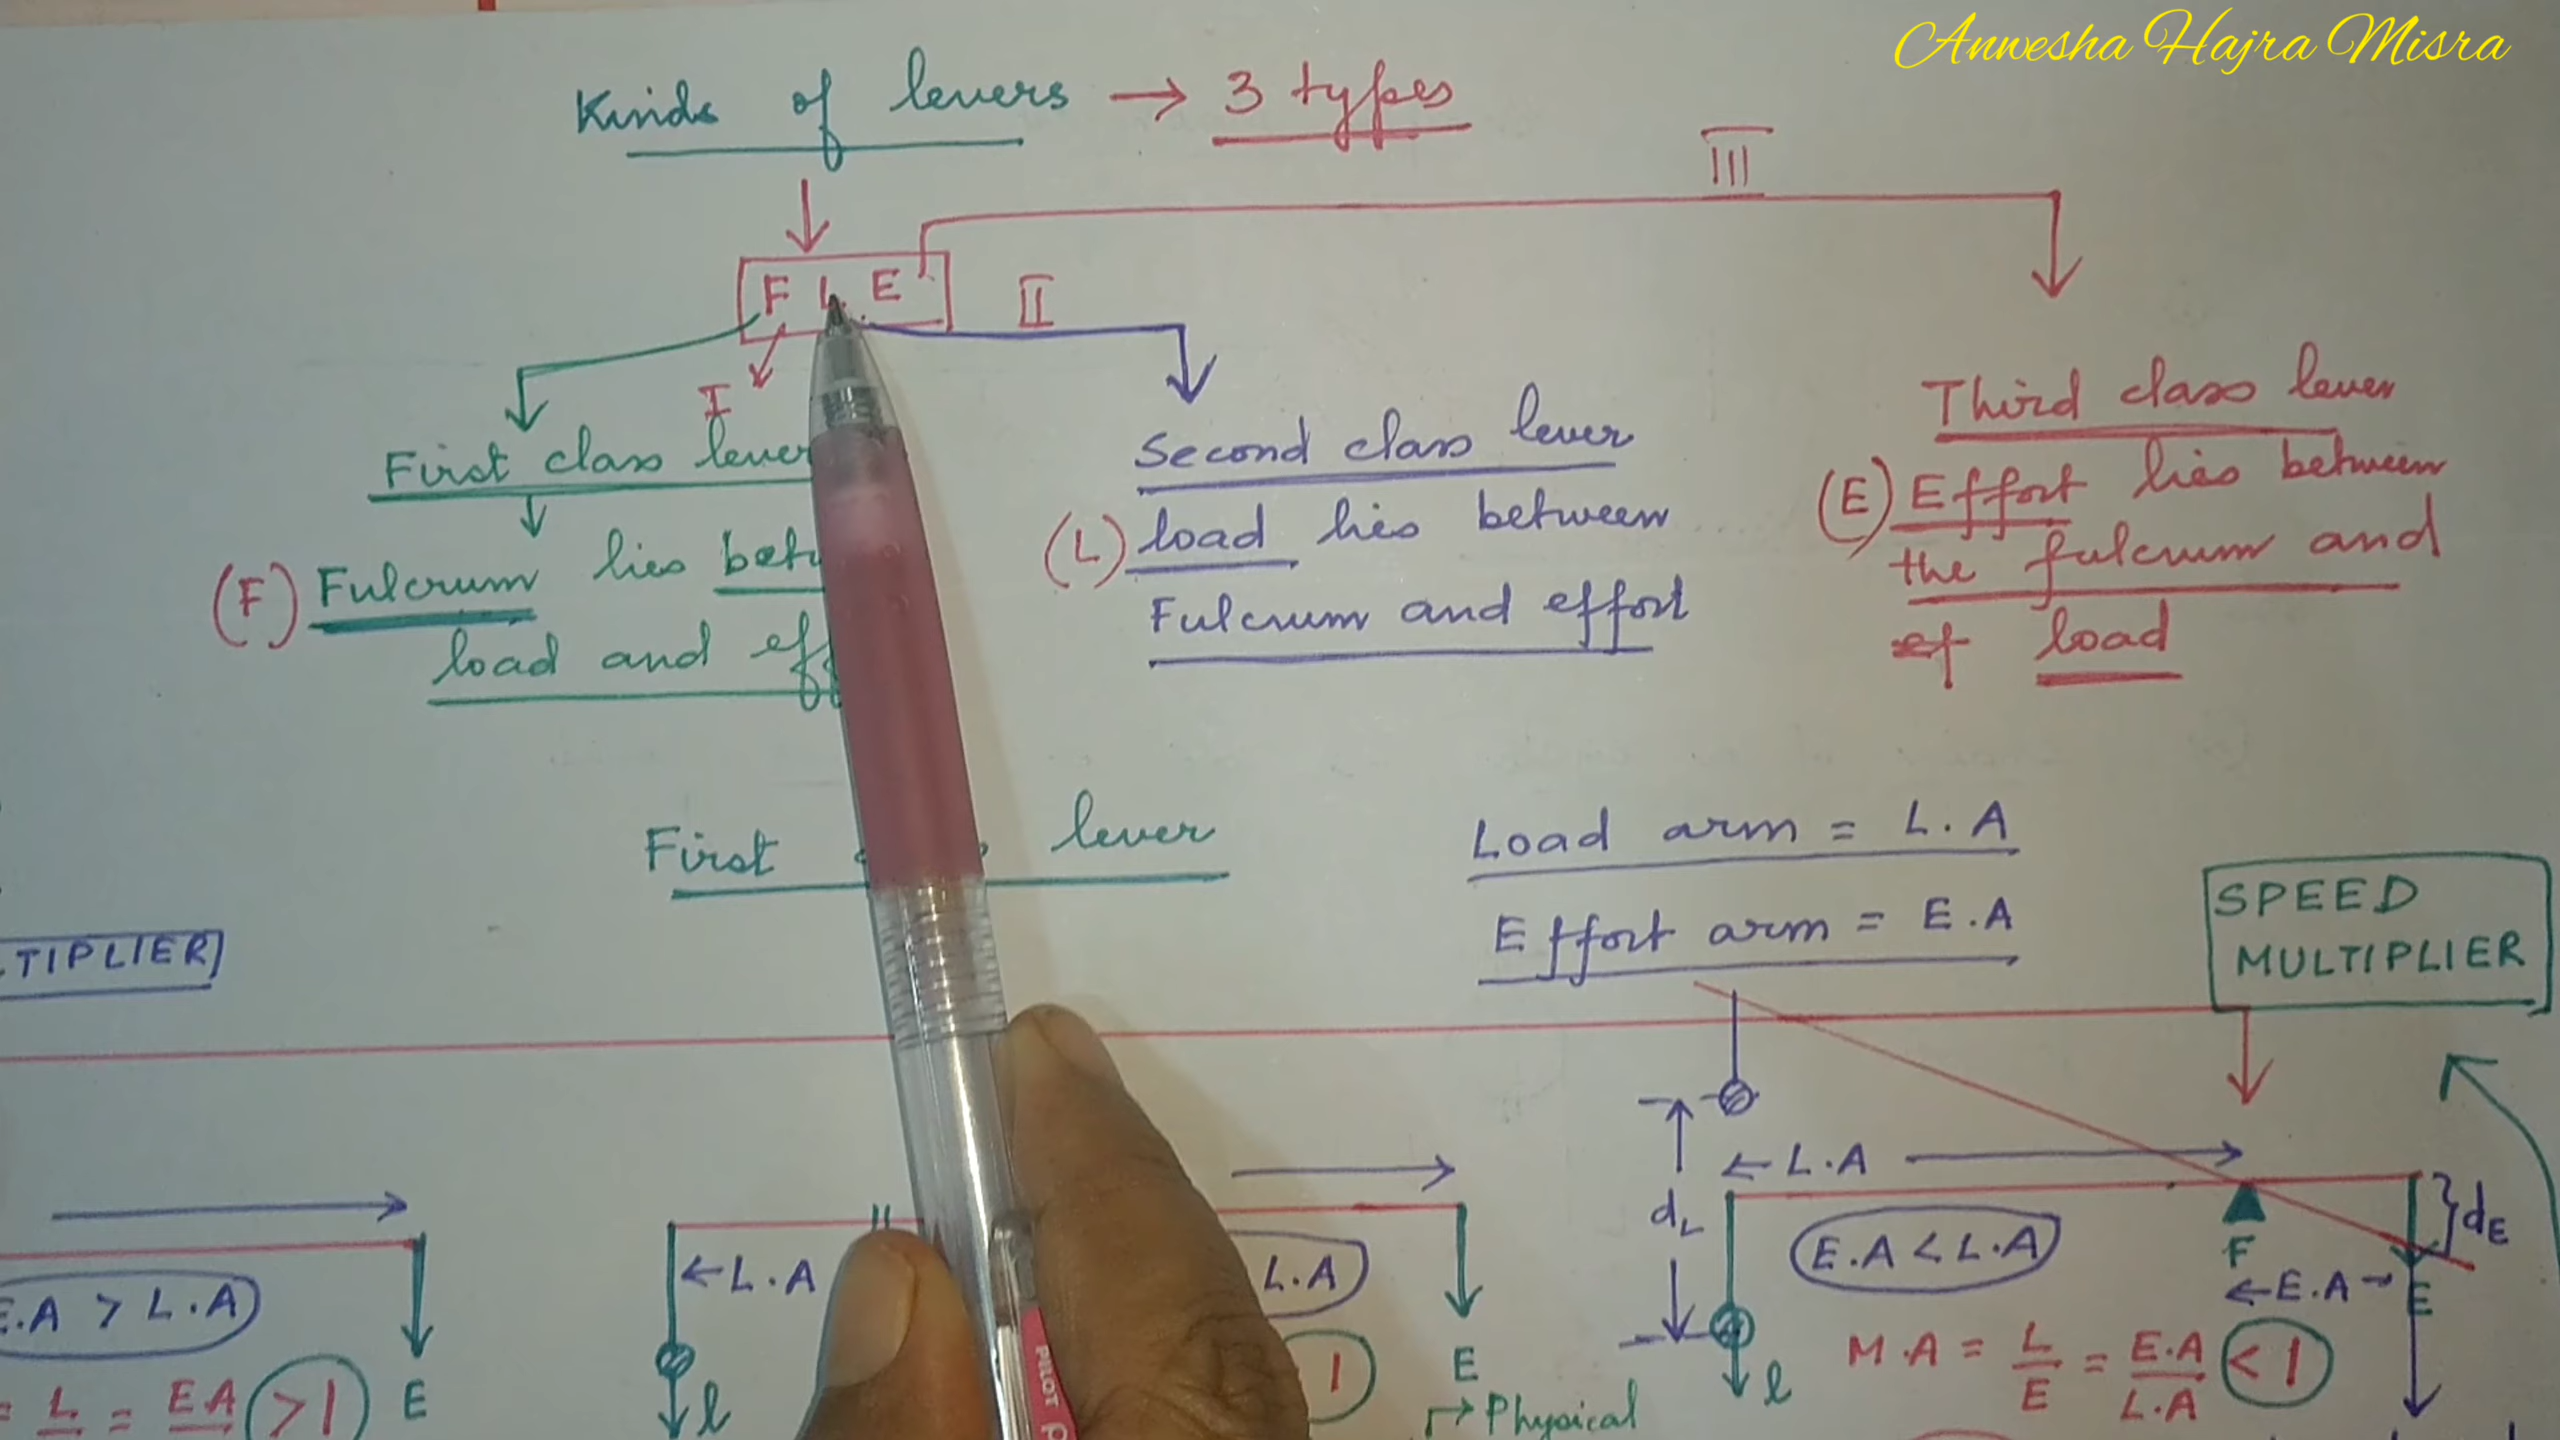 Anwesha Hajra Misra
Kinds of levers → 3 types
III
F L E
II
I
First class lever
(F) Fulcrum lies
load and
Second class lever
(L) load lies between
Fulcrum and effort
Third class lever
(E) Effort lies between
the fulcrum and
load
First lever
Load arm = L.A
Effort arm = E.A
SPEED
MULTIPLIER
TIPLIER
E.A > L.A
= L = EA > 1
E
← L.A
L.A
1
E
l
→ Physical
← L.A →
dL
E.A < L.A
F
dE
← E.A →
E
M.A = L/E = E.A/L.A < 1
l
PILOT